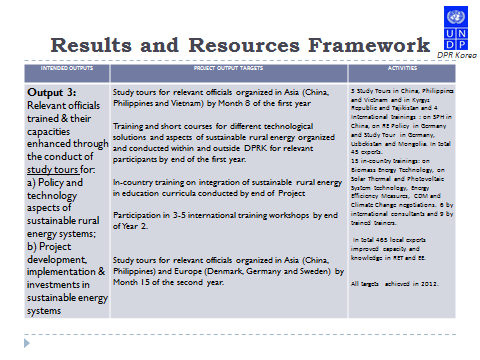 U N
D P
DPR Korea
Results and Resources Framework
INTENDED OUTPUTS
PROJECT OUTPUT TARGETS
ACTIVITIES
Output 3:
Relevant officials
trained & their
capacities
enhanced through
the conduct of
study tours for:
a) Policy and
technology
aspects of
sustainable rural
energy systems;
b) Project
development,
implementation &
investments in
sustainable energy
systems
Study tours for relevant officials organized in Asia (China,
Philippines and Vietnam) by Month 8 of the first year
Training and short courses for different technological
solutions and aspects of sustainable rural energy organized
and conducted within and outside DPRK for relevant
participants by end of the first year.
In-country training on integration of sustainable rural energy
in education curricula conducted by end of Project
Participation in 3-5 international training workshops by end
of Year 2.
Study tours for relevant officials organized in Asia (China,
Philippines) and Europe (Denmark, Germany and Sweden) by
Month 15 of the second year.
3 Study Tours in China, Philippine
and Vietnam and in Kyrgyz
Republic and Tajikistan and 4
International trainings : on SPH in
China, on RE Policy in Germany
and Study Tour in Germany,
Uzbekistan and Mongolia. In total
45 experts.
15 in-country trainings: on
Biomass Energy Technology, on
Solar Thermal and Photovoltaic
System technology, Energy
Efficiency Measures, CDM and
Climate Change negotiations. 6 by
international consultants and 9 by
trained trainers.
In total 465 local experts
improved capacity and
knowledge in RET and EE.
All targets achieved in 2012.